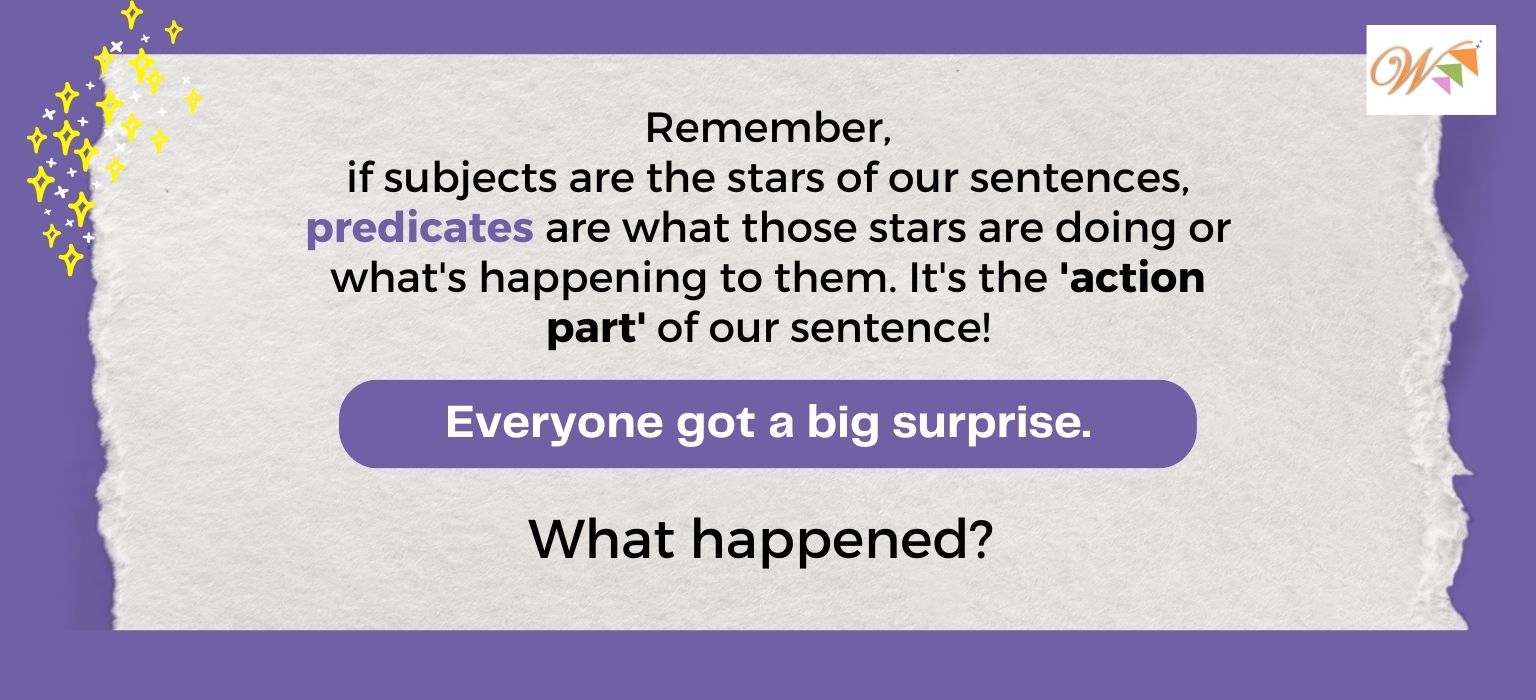 W
Remember,
if subjects are the stars of our sentences,
predicates are what those stars are doing or
what's happening to them. It's the 'action
part' of our sentence!
Everyone got a big surprise.
What happened?